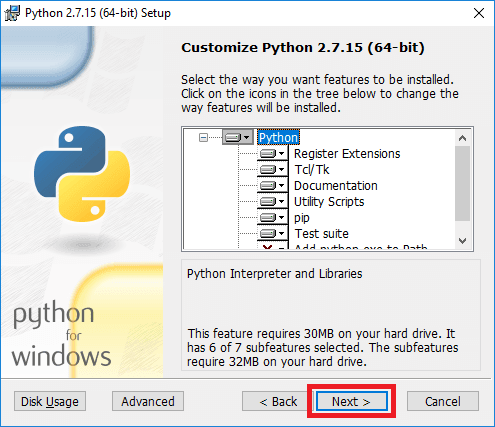 Python 2.7.15 (64-bit) Setup
Customize Python 2.7.15 (64-bit)
Select the way you want features to be installed.
Click on the icons in the tree below to change the
way features will be installed.
Python
Register Extensions
Tcl/Tk
Documentation
Utility Scripts
pip
Test suite
Add python.exe to Path
Python Interpreter and Libraries
This feature requires 30MB on your hard drive. It
has 6 of 7 subfeatures selected. The subfeatures
require 32MB on your hard drive.
python
for
windows
Disk Usage
Advanced
< Back
Next >
Cancel